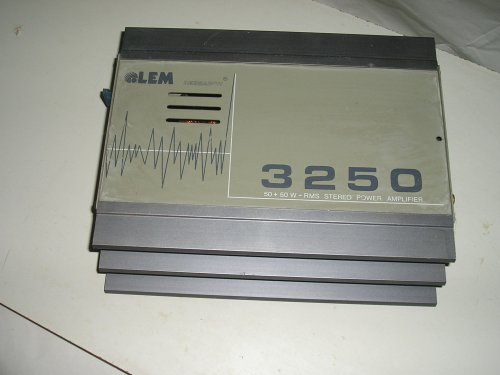 LEM
3250
50 + 50 W - RMS STEREO POWER AMPLIFIER